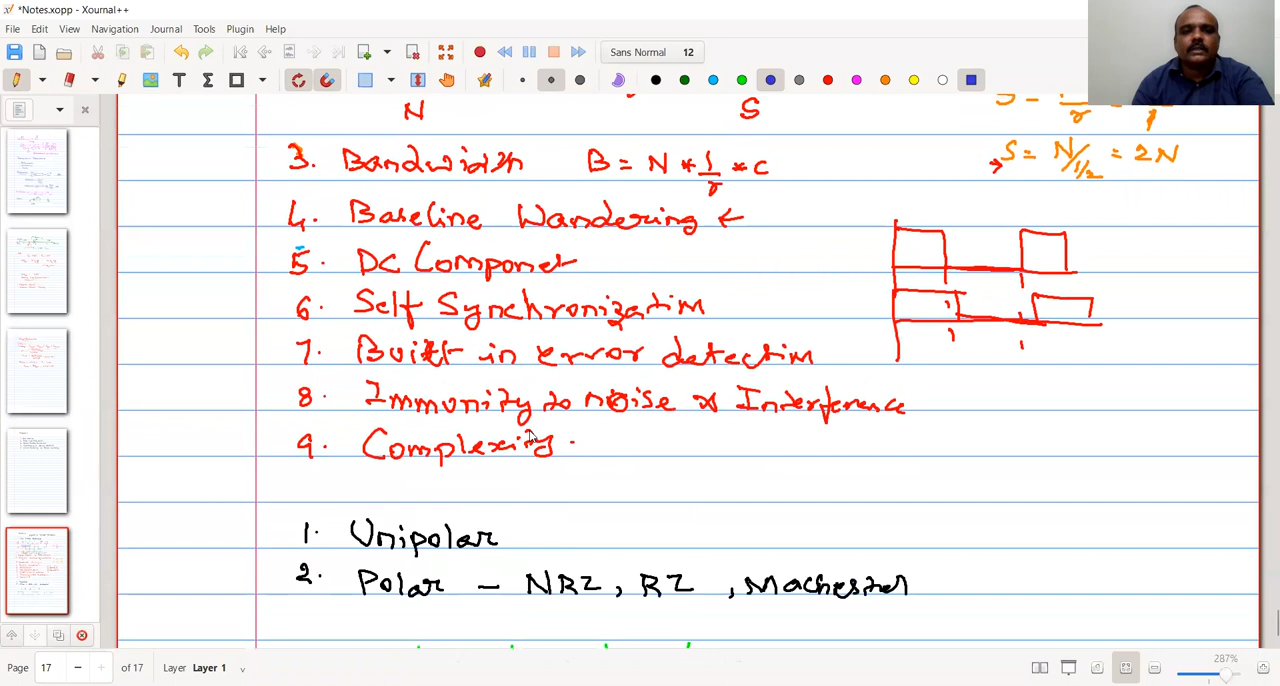 *Notes.xopp - Xournal++
File Edit View Navigation Journal Tools Plugin Help
Sans Normal 12
N S
3. Bandwidth B = N * 1/r * C
S = N/1/2 = 2N
4. Baseline Wandering ←
5. DC Componet
6. Self Synchronization
7. Built in error detection
8. Immunity to noise & Interference
9. Complexity.
1. Unipolar
2. Polar - NRZ, RZ, Machester
Page 17 of 17 Layer Layer 1 287%